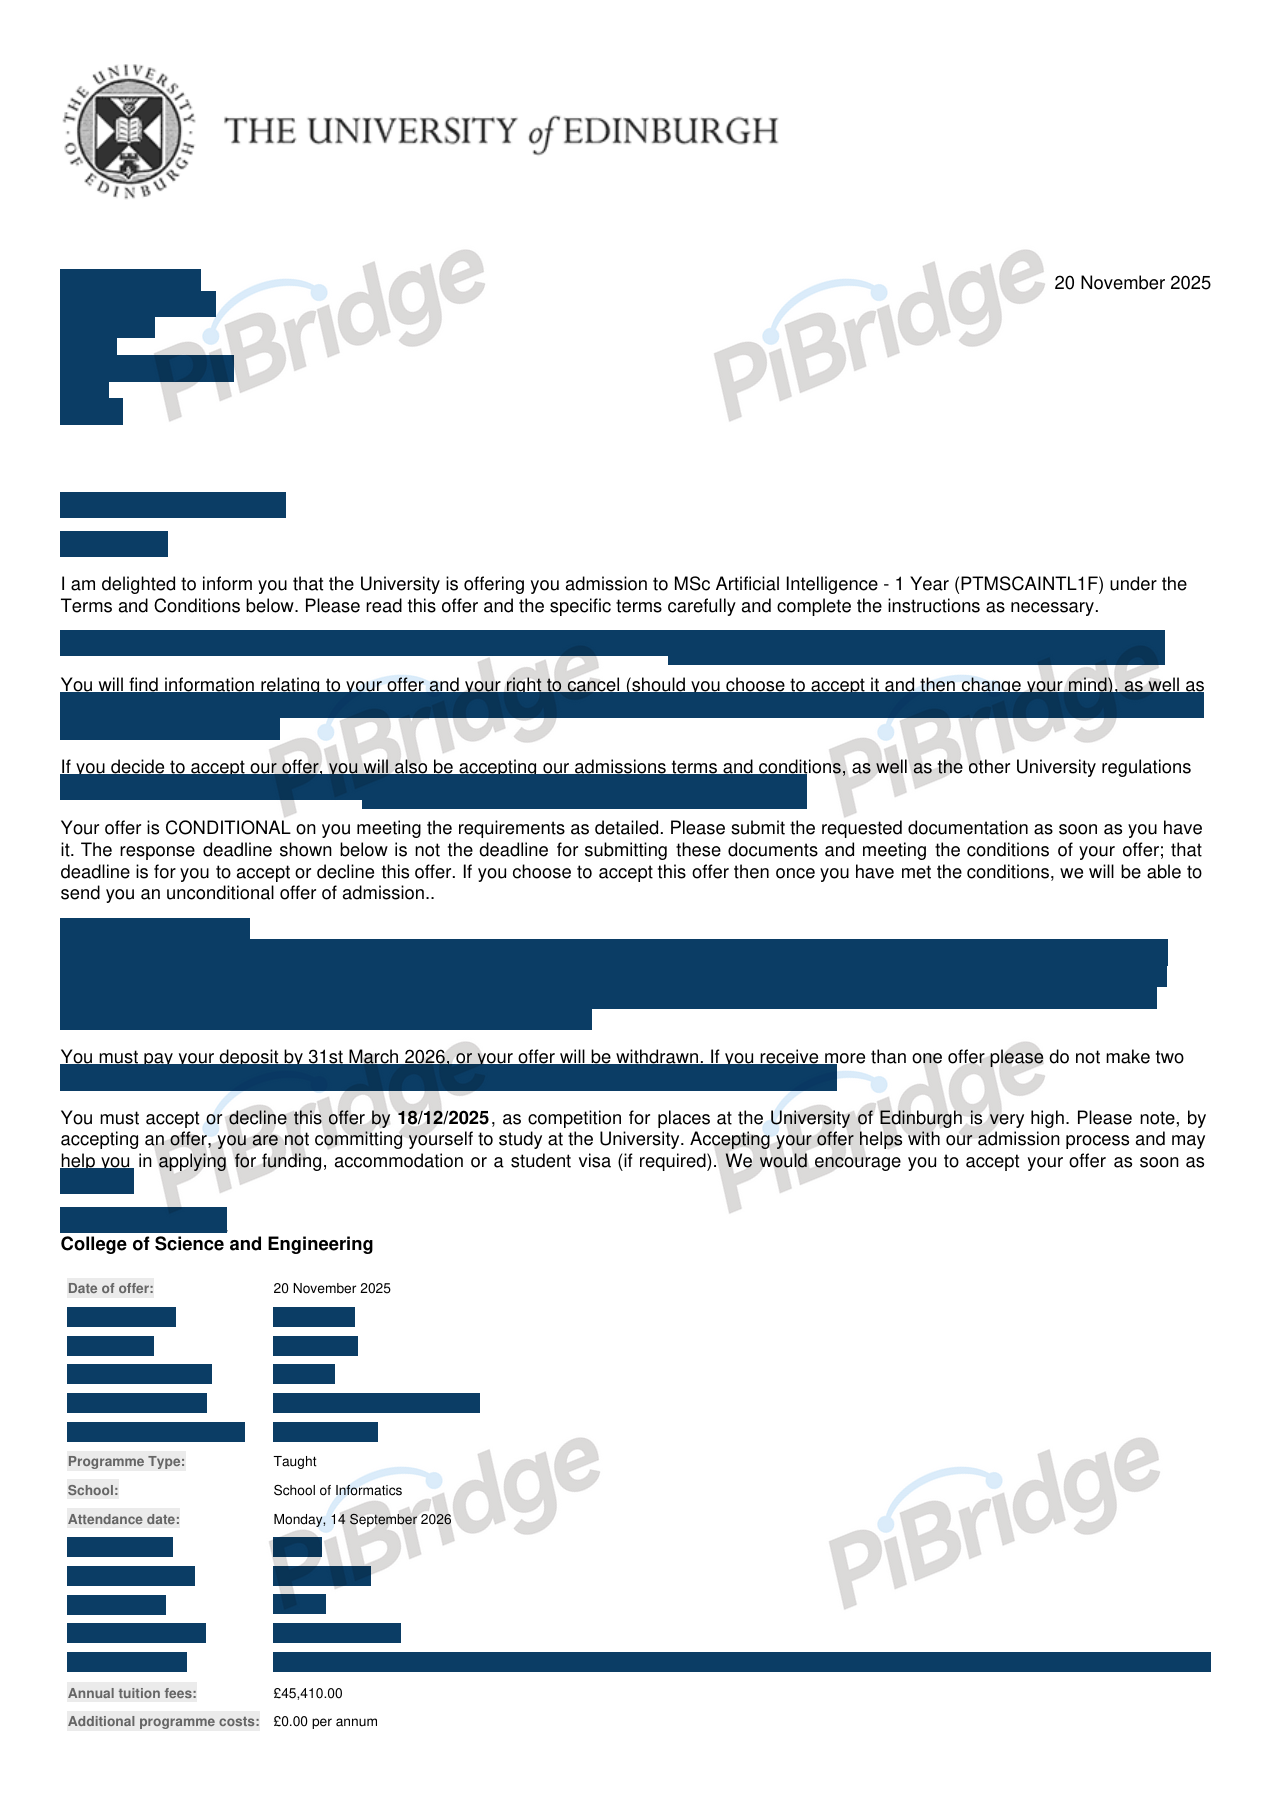 THE UNIVERSITY OF EDINBURGH
THE UNIVERSITY of EDINBURGH
PiBridge PiBridge
20 November 2025
I am delighted to inform you that the University is offering you admission to MSc Artificial Intelligence - 1 Year (PTMSCAINTL1F) under the
Terms and Conditions below. Please read this offer and the specific terms carefully and complete the instructions as necessary.
You will find information relating to your offer and your right to cancel (should you choose to accept it and then change your mind), as well as
PiBridge PiBridge
If you decide to accept our offer, you will also be accepting our admissions terms and conditions, as well as the other University regulations
Your offer is CONDITIONAL on you meeting the requirements as detailed. Please submit the requested documentation as soon as you have
it. The response deadline shown below is not the deadline for submitting these documents and meeting the conditions of your offer; that
deadline is for you to accept or decline this offer. If you choose to accept this offer then once you have met the conditions, we will be able to
send you an unconditional offer of admission..
You must pay your deposit by 31st March 2026, or your offer will be withdrawn. If you receive more than one offer please do not make two
PiBridge PiBridge
You must accept or decline this offer by 18/12/2025, as competition for places at the University of Edinburgh is very high. Please note, by
accepting an offer, you are not committing yourself to study at the University. Accepting your offer helps with our admission process and may
help you in applying for funding, accommodation or a student visa (if required). We would encourage you to accept your offer as soon as
College of Science and Engineering
Date of offer: 20 November 2025
Programme Type: Taught
School: School of Informatics
Attendance date: Monday, 14 September 2026
PiBridge PiBridge
Annual tuition fees: £45,410.00
Additional programme costs: £0.00 per annum